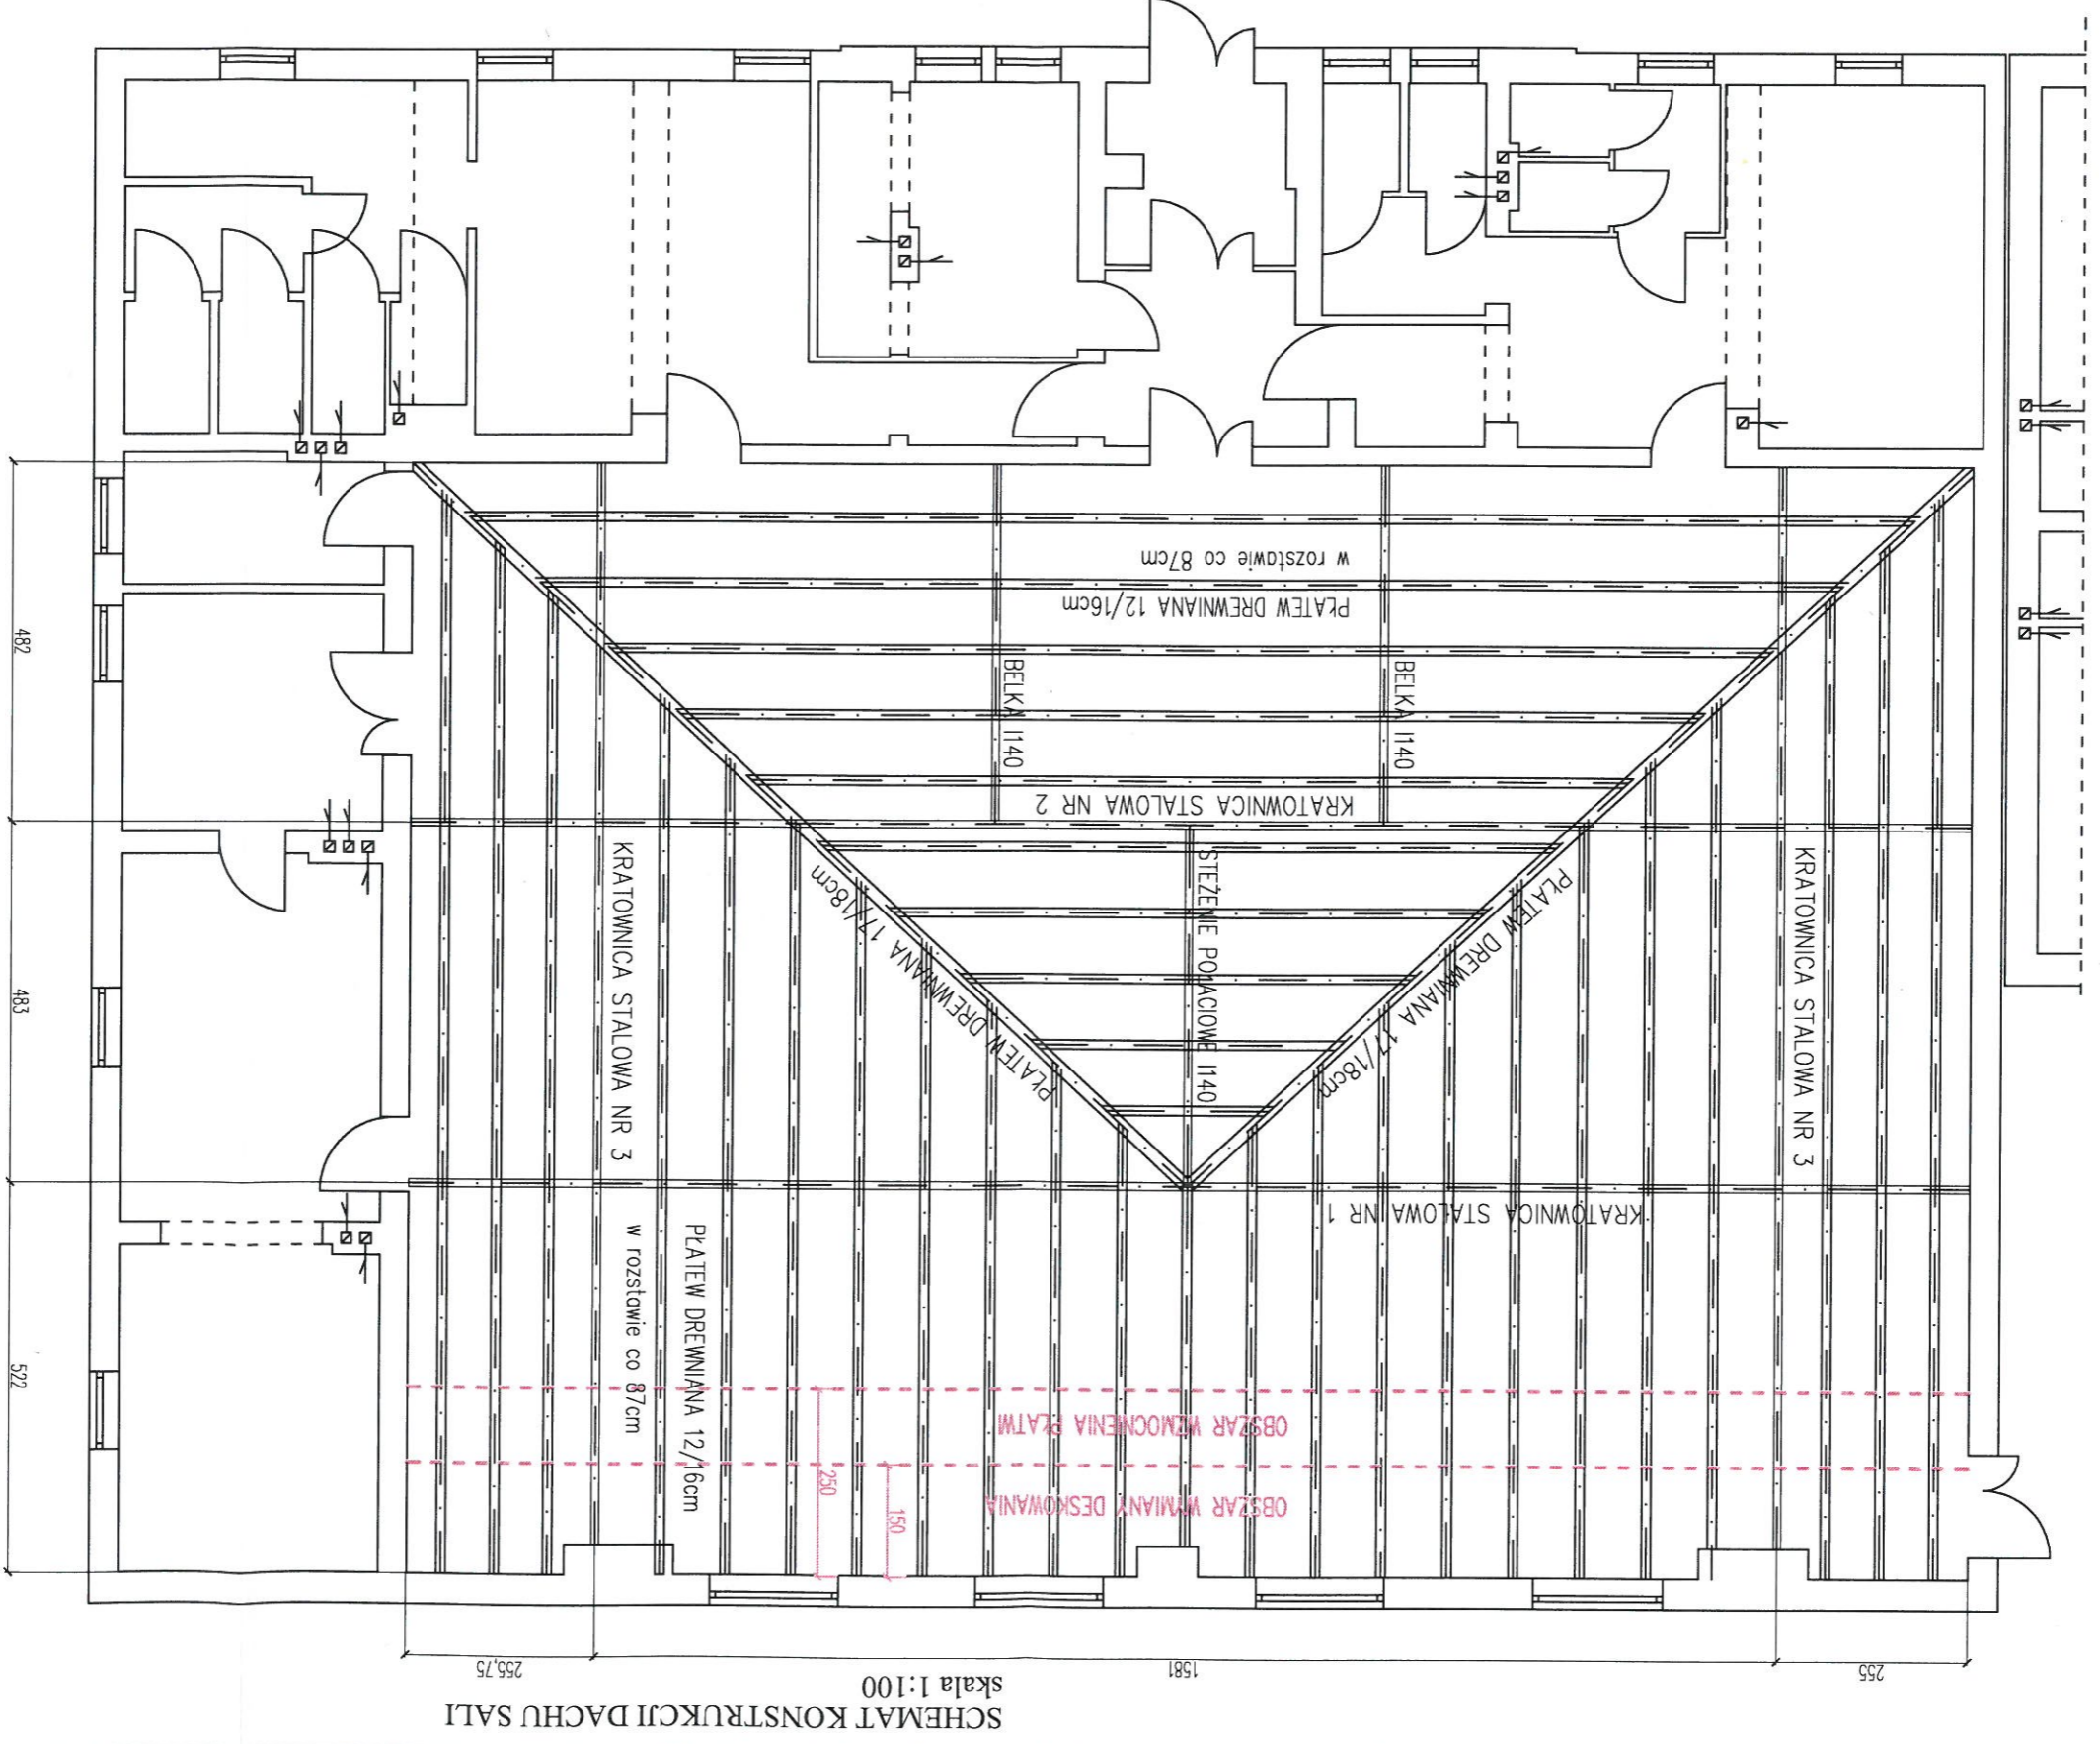 SCHEMAT KONSTRUKCJI DACHU SALI
skala 1:100
255
1581
255,75
OBSZAR WYMIANY DESKOWANIA
OBSZAR WZMOCNIENIA PŁATWI
150
250
522
483
482
PŁATEW DREWNIANA 12/16cm
w rozstawie co 87cm
KRATOWNICA STALOWA NR 1
KRATOWNICA STALOWA NR 3
KRATOWNICA STALOWA NR 3
PŁATEW DREWNIANA 17/18cm
PŁATEW DREWNIANA 17/18cm
STĘŻENIE POŁACIOWE I140
KRATOWNICA STALOWA NR 2
BELKA I140
BELKA I140
PŁATEW DREWNIANA 12/16cm
w rozstawie co 87cm